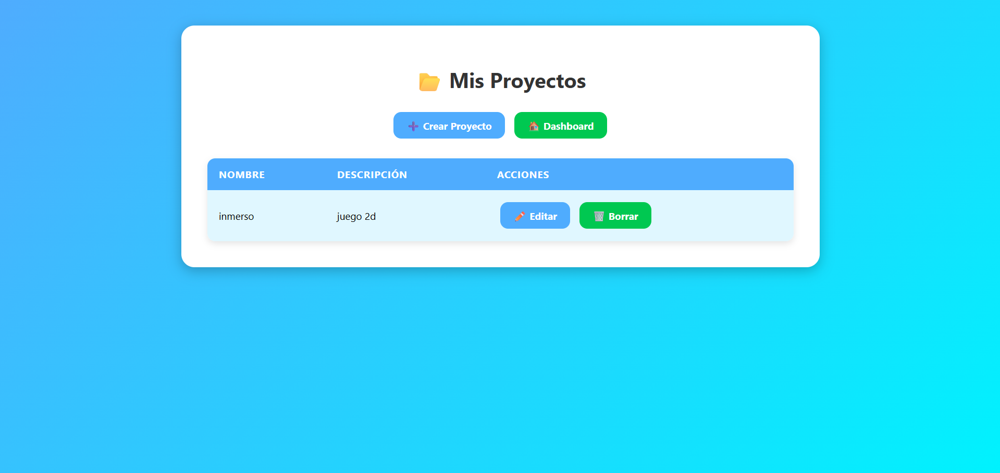 Mis Proyectos
Crear Proyecto Dashboard
NOMBRE DESCRIPCIÓN ACCIONES
inmerso juego 2d Editar Borrar